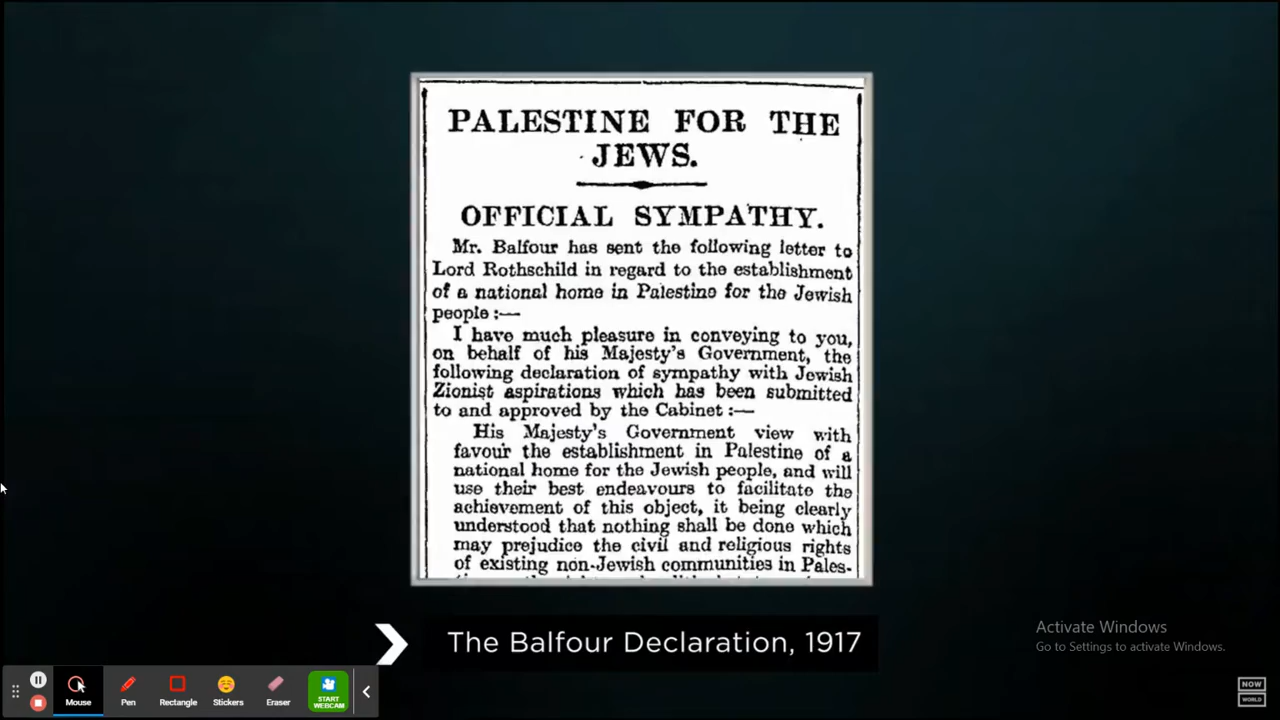 PALESTINE FOR THE
JEWS.
OFFICIAL SYMPATHY.
Mr. Balfour has sent the following letter to
Lord Rothschild in regard to the establishment
of a national home in Palestine for the Jewish
people :—
I have much pleasure in conveying to you,
on behalf of his Majesty's Government, the
following declaration of sympathy with Jewish
Zionist aspirations which has been submitted
to and approved by the Cabinet :—
His Majesty's Government view with
favour the establishment in Palestine of a
national home for the Jewish people, and will
use their best endeavours to facilitate the
achievement of this object, it being clearly
understood that nothing shall be done which
may prejudice the civil and religious rights
of existing non-Jewish communities in Pales-
The Balfour Declaration, 1917
Activate Windows
Go to Settings to activate Windows.
Mouse
Pen
Rectangle
Stickers
Eraser
START
WEBCAM
NOW
WORLD